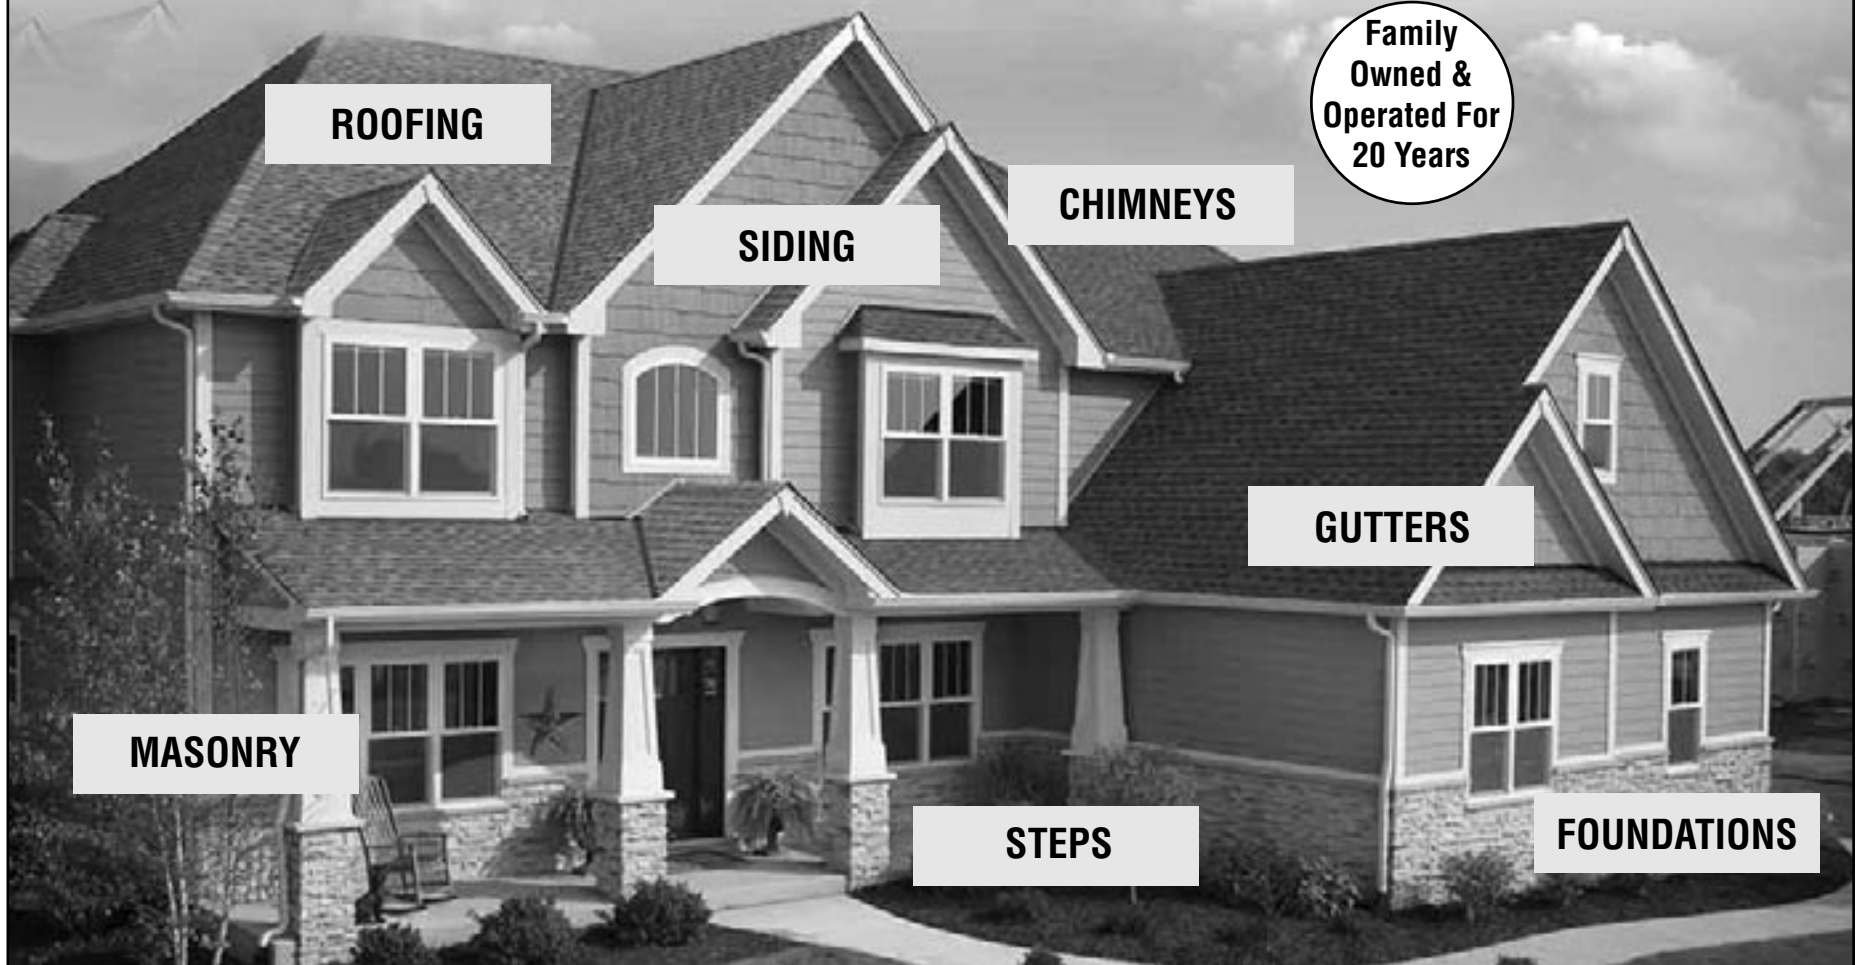 Family
Owned &
Operated For
20 Years
ROOFING
CHIMNEYS
SIDING
GUTTERS
MASONRY
STEPS
FOUNDATIONS